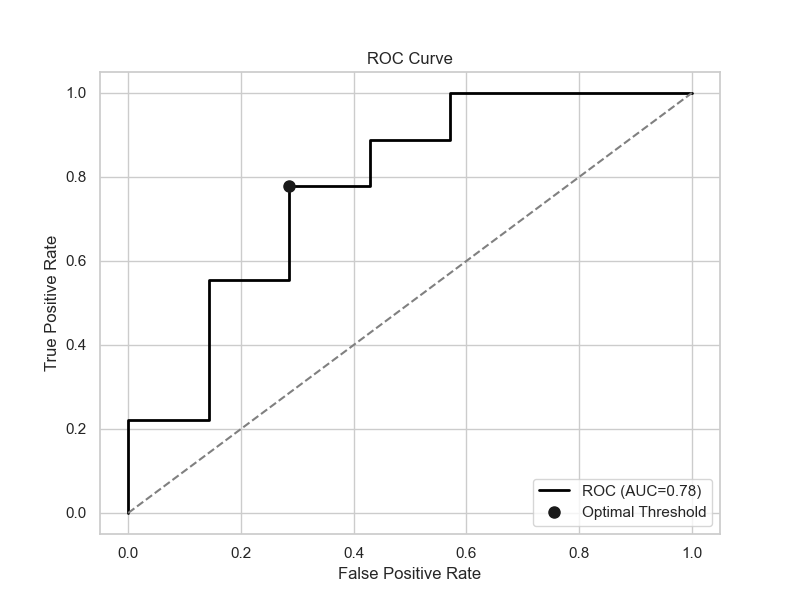 ROC Curve
True Positive Rate
1.0
0.8
0.6
0.4
0.2
0.0
0.0 0.2 0.4 0.6 0.8 1.0
False Positive Rate
ROC (AUC=0.78)
Optimal Threshold